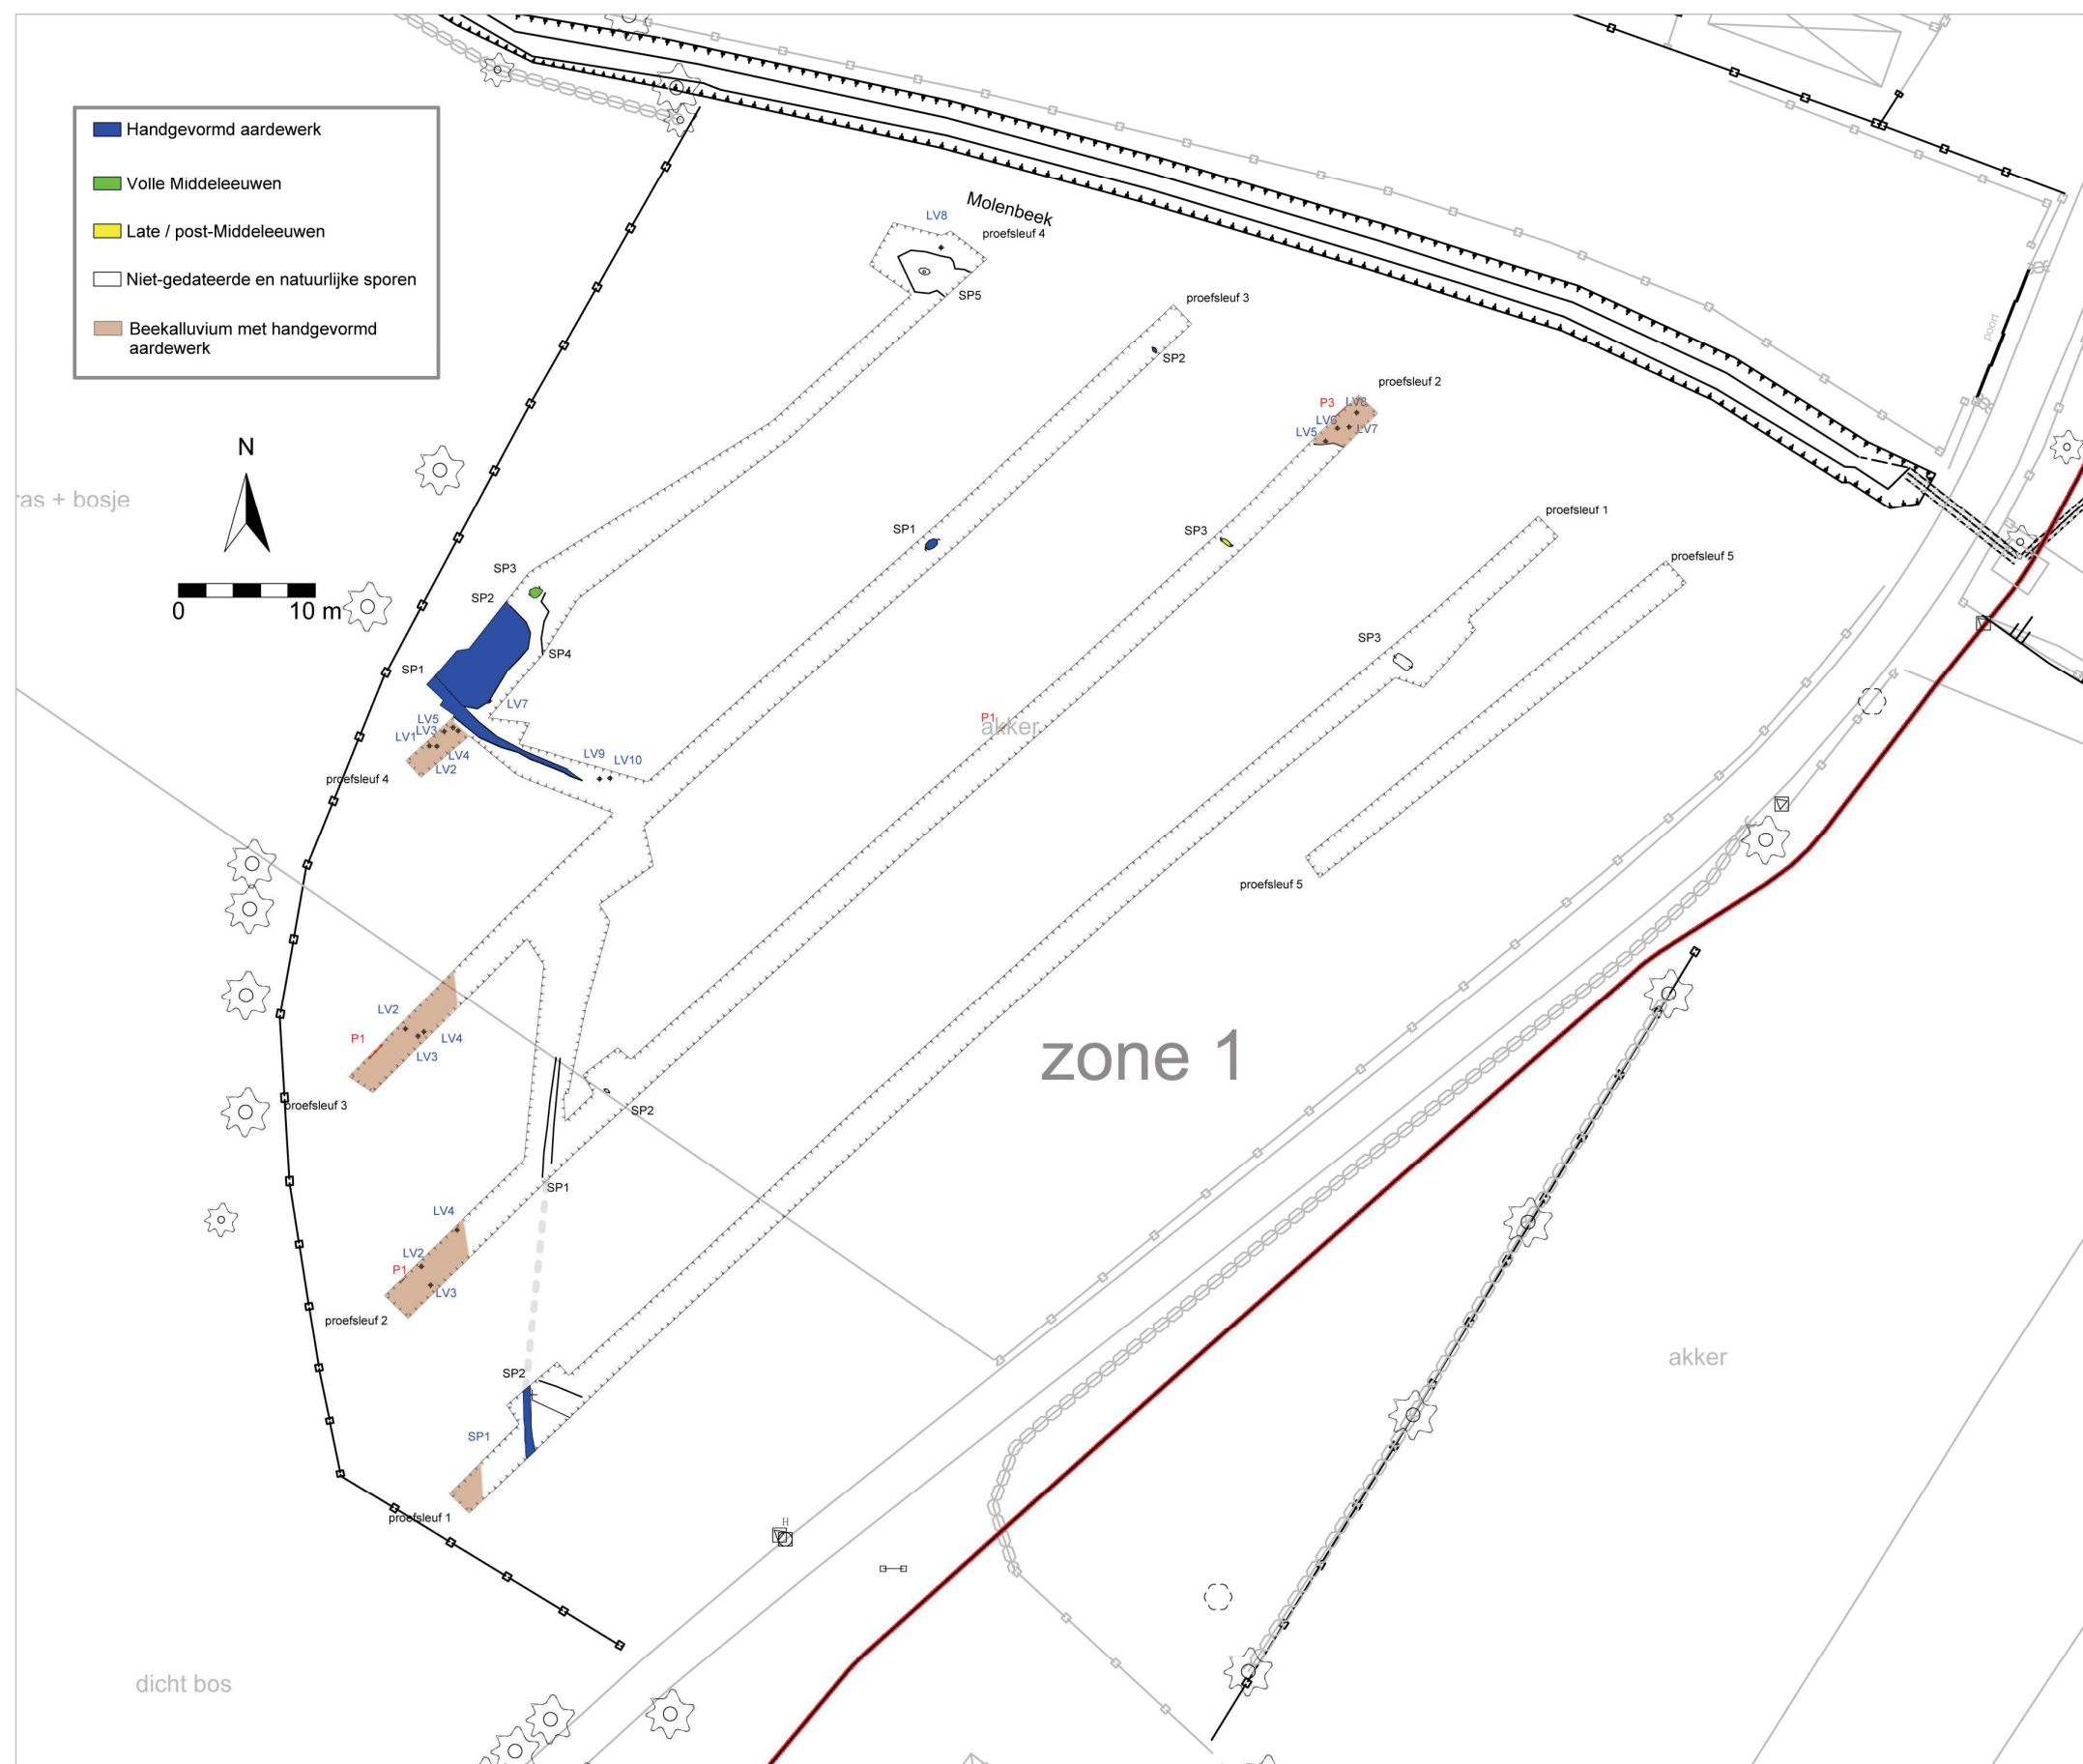 Handgevormd aardewerk
Volle Middeleeuwen
Late / post-Middeleeuwen
Niet-gedateerde en natuurlijke sporen
Beekalluvium met handgevormd
aardewerk
Molenbeek
LV8
proefsleuf 4
SP5
proefsleuf 3
SP2
poort
proefsleuf 2
P3
LV8
LV6
LV5
LV7
N
ras + bosje
0
10 m
SP1
SP3
proefsleuf 1
proefsleuf 5
SP3
SP2
SP4
SP3
SP1
LV7
LV5
LV3
LV1
LV4
LV2
P1
akker
LV9
LV10
proefsleuf 4
proefsleuf 5
LV2
P1
LV4
LV3
zone 1
proefsleuf 3
SP2
SP1
LV4
LV2
P1
LV3
proefsleuf 2
akker
SP2
SP1
proefsleuf 1
H
dicht bos